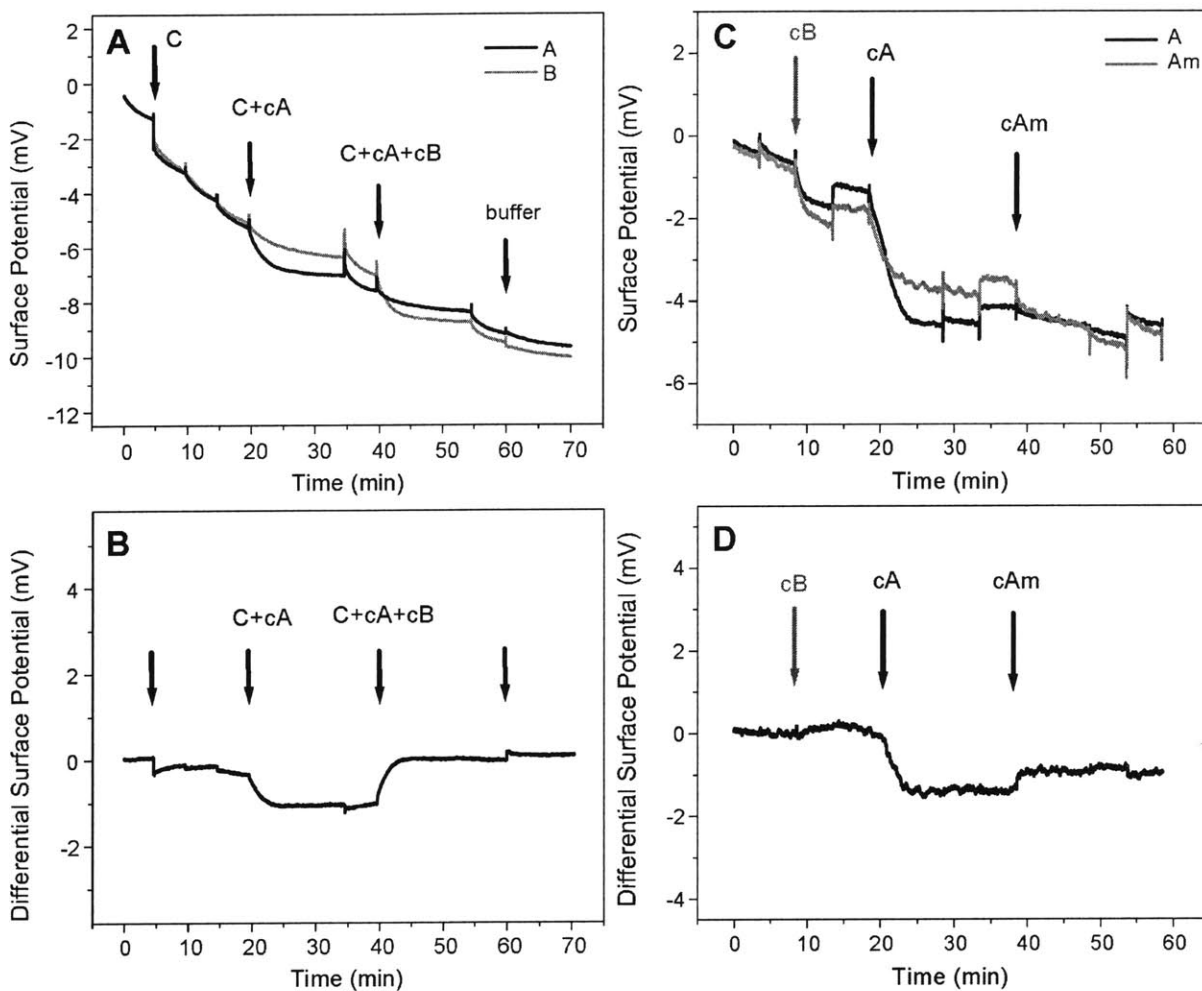 A
C
A
B
C+cA
C+cA+cB
buffer
2
0
-2
-4
-6
-8
-10
-12
Surface Potential (mV)
0 10 20 30 40 50 60 70
Time (min)
C
cB
cA
cAm
A
Am
2
0
-2
-4
-6
Surface Potential (mV)
0 10 20 30 40 50 60
Time (min)
B
C+cA
C+cA+cB
4
2
0
-2
Differential Surface Potential (mV)
0 10 20 30 40 50 60 70
Time (min)
D
cB
cA
cAm
4
2
0
-2
-4
Differential Surface Potential (mV)
0 10 20 30 40 50 60
Time (min)